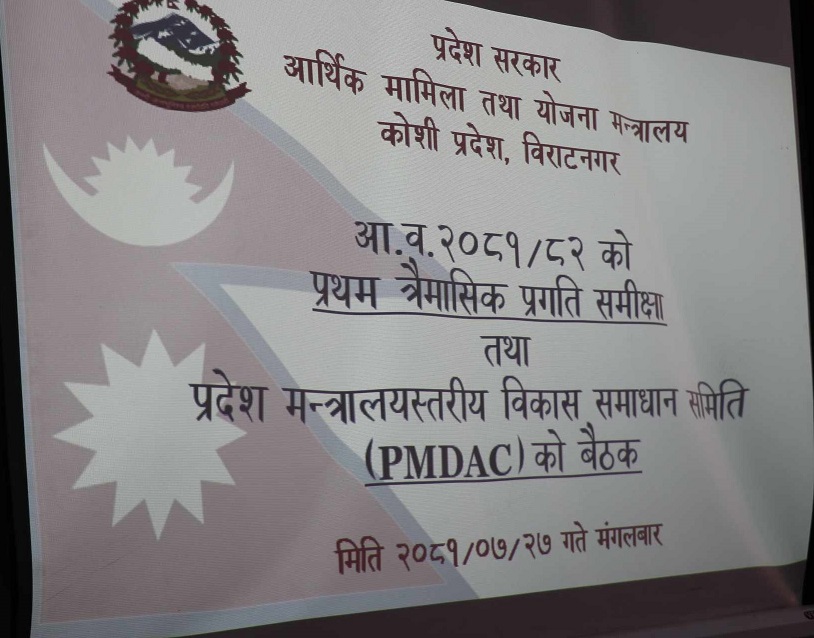 प्रदेश सरकार
आर्थिक मामिला तथा योजना मन्त्रालय
कोशी प्रदेश, विराटनगर
आ.व.२०८१/८२ को
प्रथम त्रैमासिक प्रगति समीक्षा
तथा
प्रदेश मन्त्रालयस्तरीय विकास समाधान समिति
(PMDAC) को बैठक
मिति २०८१/०७/२७ गते मंगलबार